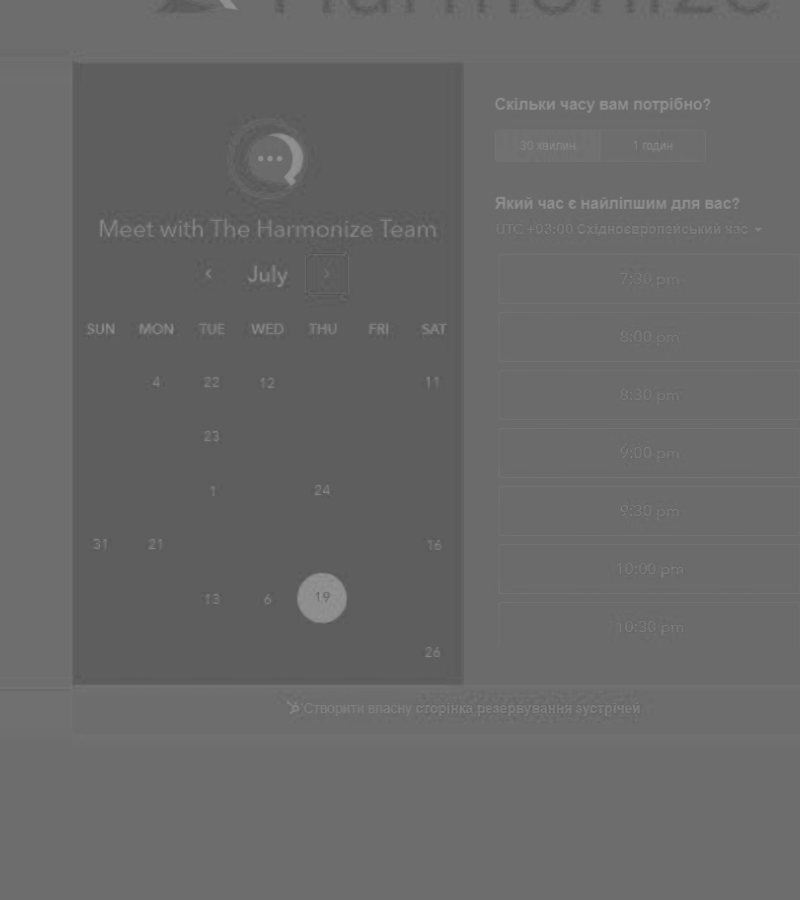 Harmonize
Meet with The Harmonize Team
July
SUN MON TUE WED THU FRI SAT
4 22 12 11
23
1 24
31 21 16
13 6 19
26
Скільки часу вам потрібно?
30 хвилин 1 годин
Який час є найліпшим для вас?
UTC +03:00 Східноєвропейський час
7:30 pm
8:00 pm
8:30 pm
9:00 pm
9:30 pm
10:00 pm
10:30 pm
Створити власну сторінка резервування зустрічей